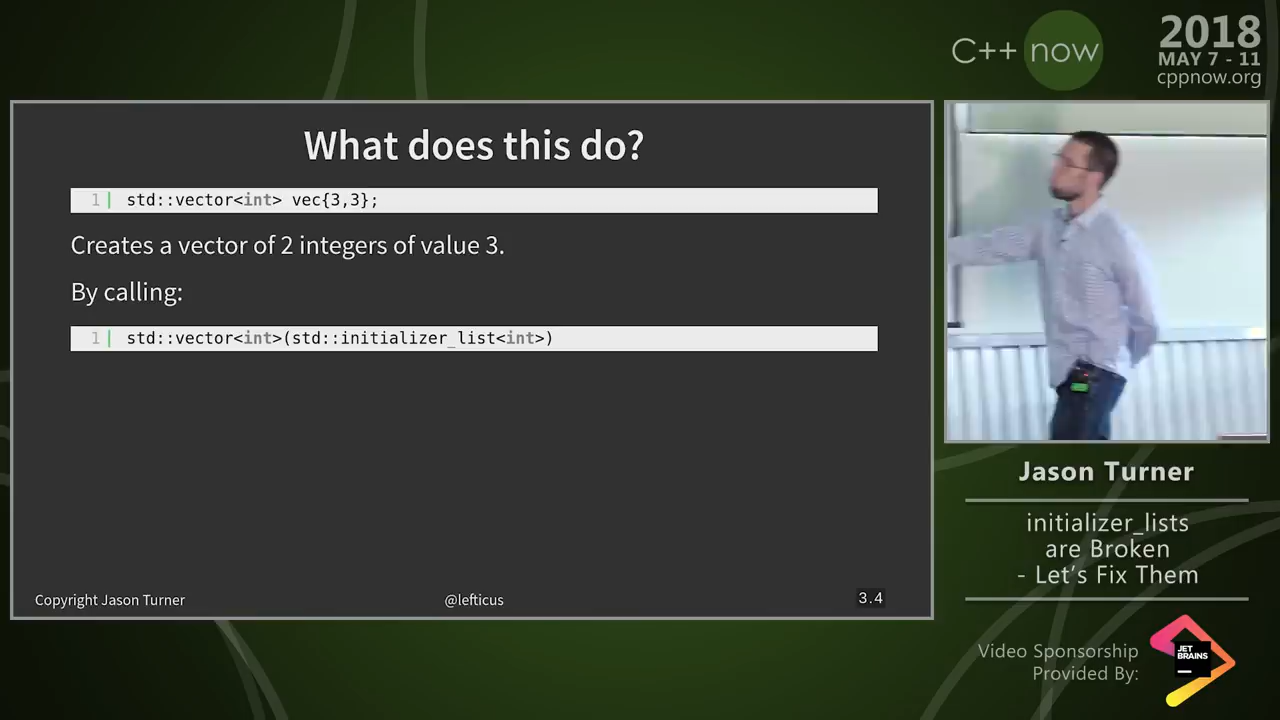 C++ now
2018
MAY 7 - 11
cppnow.org
What does this do?
1 std::vector<int> vec{3,3};
Creates a vector of 2 integers of value 3.
By calling:
1 std::vector<int>(std::initializer_list<int>)
Copyright Jason Turner
@lefticus
3.4
Jason Turner
initializer_lists
are Broken
- Let’s Fix Them
Video Sponsorship
Provided By:
JET
BRAINS